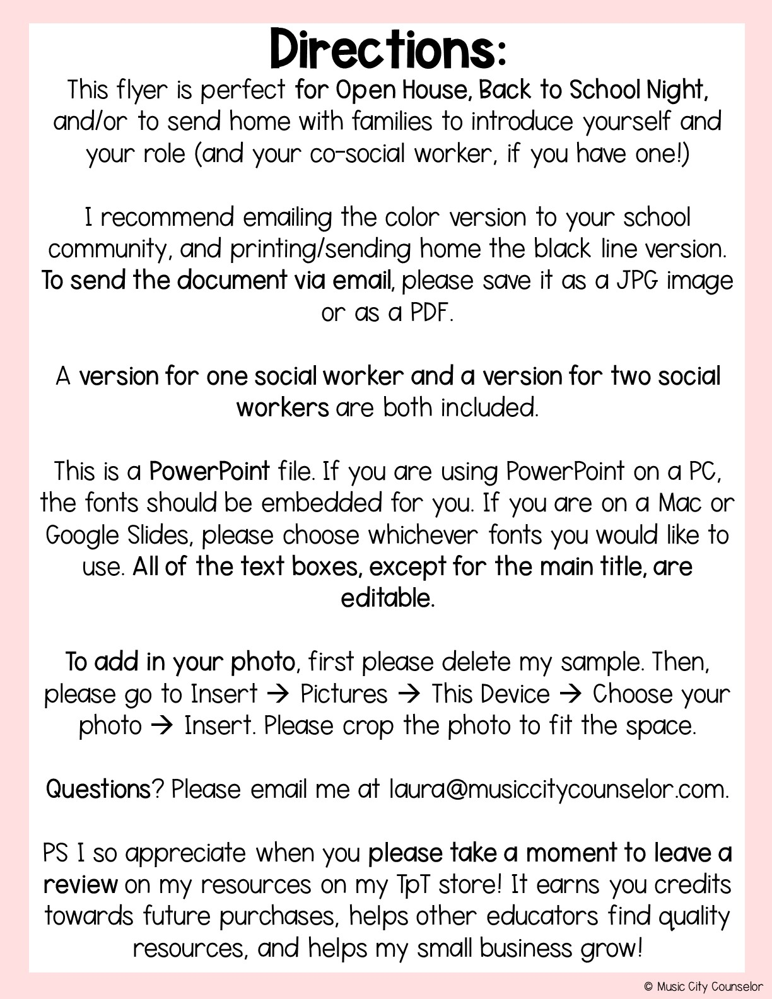 Directions:
This flyer is perfect for Open House, Back to School Night,
and/or to send home with families to introduce yourself and
your role (and your co-social worker, if you have one!)
I recommend emailing the color version to your school
community, and printing/sending home the black line version.
To send the document via email, please save it as a JPG image
or as a PDF.
A version for one social worker and a version for two social
workers are both included.
This is a PowerPoint file. If you are using PowerPoint on a PC,
the fonts should be embedded for you. If you are on a Mac or
Google Slides, please choose whichever fonts you would like to
use. All of the text boxes, except for the main title, are
editable.
To add in your photo, first please delete my sample. Then,
please go to Insert → Pictures → This Device → Choose your
photo → Insert. Please crop the photo to fit the space.
Questions? Please email me at laura@musiccitycounselor.com.
PS I so appreciate when you please take a moment to leave a
review on my resources on my TpT store! It earns you credits
towards future purchases, helps other educators find quality
resources, and helps my small business grow!
© Music City Counselor